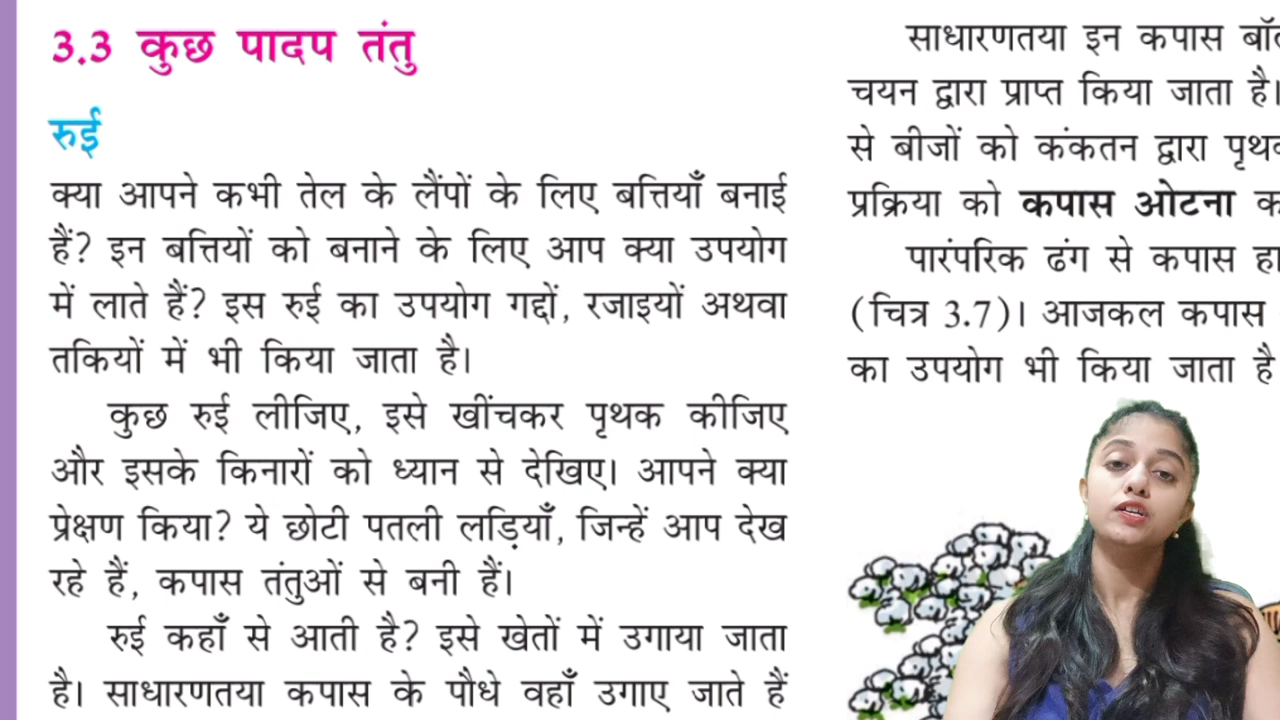 3.3 कुछ पादप तंतु
रुई
क्या आपने कभी तेल के लैंपों के लिए बत्तियाँ बनाई
हैं? इन बत्तियों को बनाने के लिए आप क्या उपयोग
में लाते हैं? इस रुई का उपयोग गद्दों, रजाइयों अथवा
तकियों में भी किया जाता है।
कुछ रुई लीजिए, इसे खींचकर पृथक कीजिए
और इसके किनारों को ध्यान से देखिए। आपने क्या
प्रेक्षण किया? ये छोटी पतली लड़ियाँ, जिन्हें आप देख
रहे हैं, कपास तंतुओं से बनी हैं।
रुई कहाँ से आती है? इसे खेतों में उगाया जाता
है। साधारणतया कपास के पौधे वहाँ उगाए जाते हैं
साधारणतया इन कपास
चयन द्वारा प्राप्त किया जाता है।
से बीजों को कंकतन द्वारा
प्रक्रिया को कपास ओटना
पारंपरिक ढंग से कपास
(चित्र 3.7)। आजकल कपास
का उपयोग भी किया जाता है